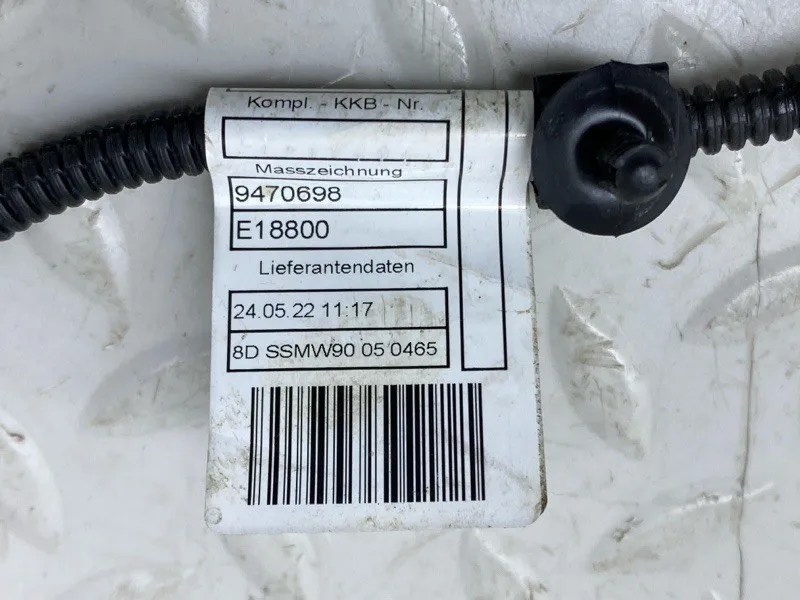 Kompl. - KKB - Nr.
Masszeichnung
9470698
E18800
Lieferantendaten
24.05.22 11:17
8D SSMW90 05 0465